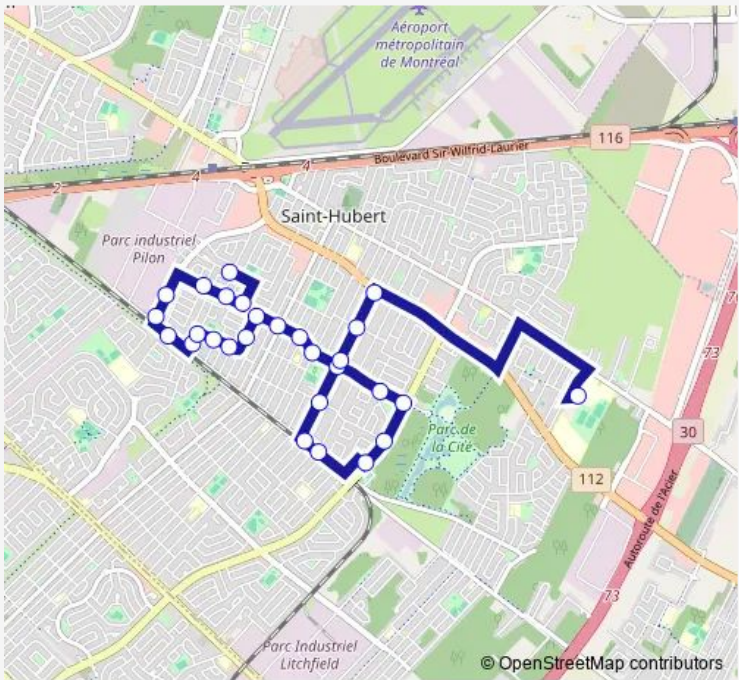 Aéroport
métropolitain
de Montréal
116
Boulevard Sir-Wilfrid-Laurier
4
4
2
Saint-Hubert
Parc industriel
Pilon
73
Parc de
la Cité
30
112
Autoroute de l'Acier
73
Parc Industriel
Litchfield
© OpenStreetMap contributors